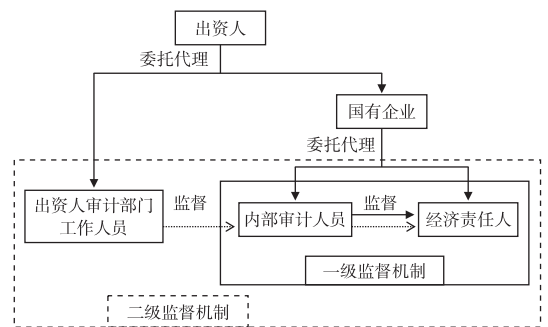 出资人
委托代理
国有企业
委托代理
出资人审计部门
工作人员
监督
内部审计人员
监督
经济责任人
一级监督机制
二级监督机制